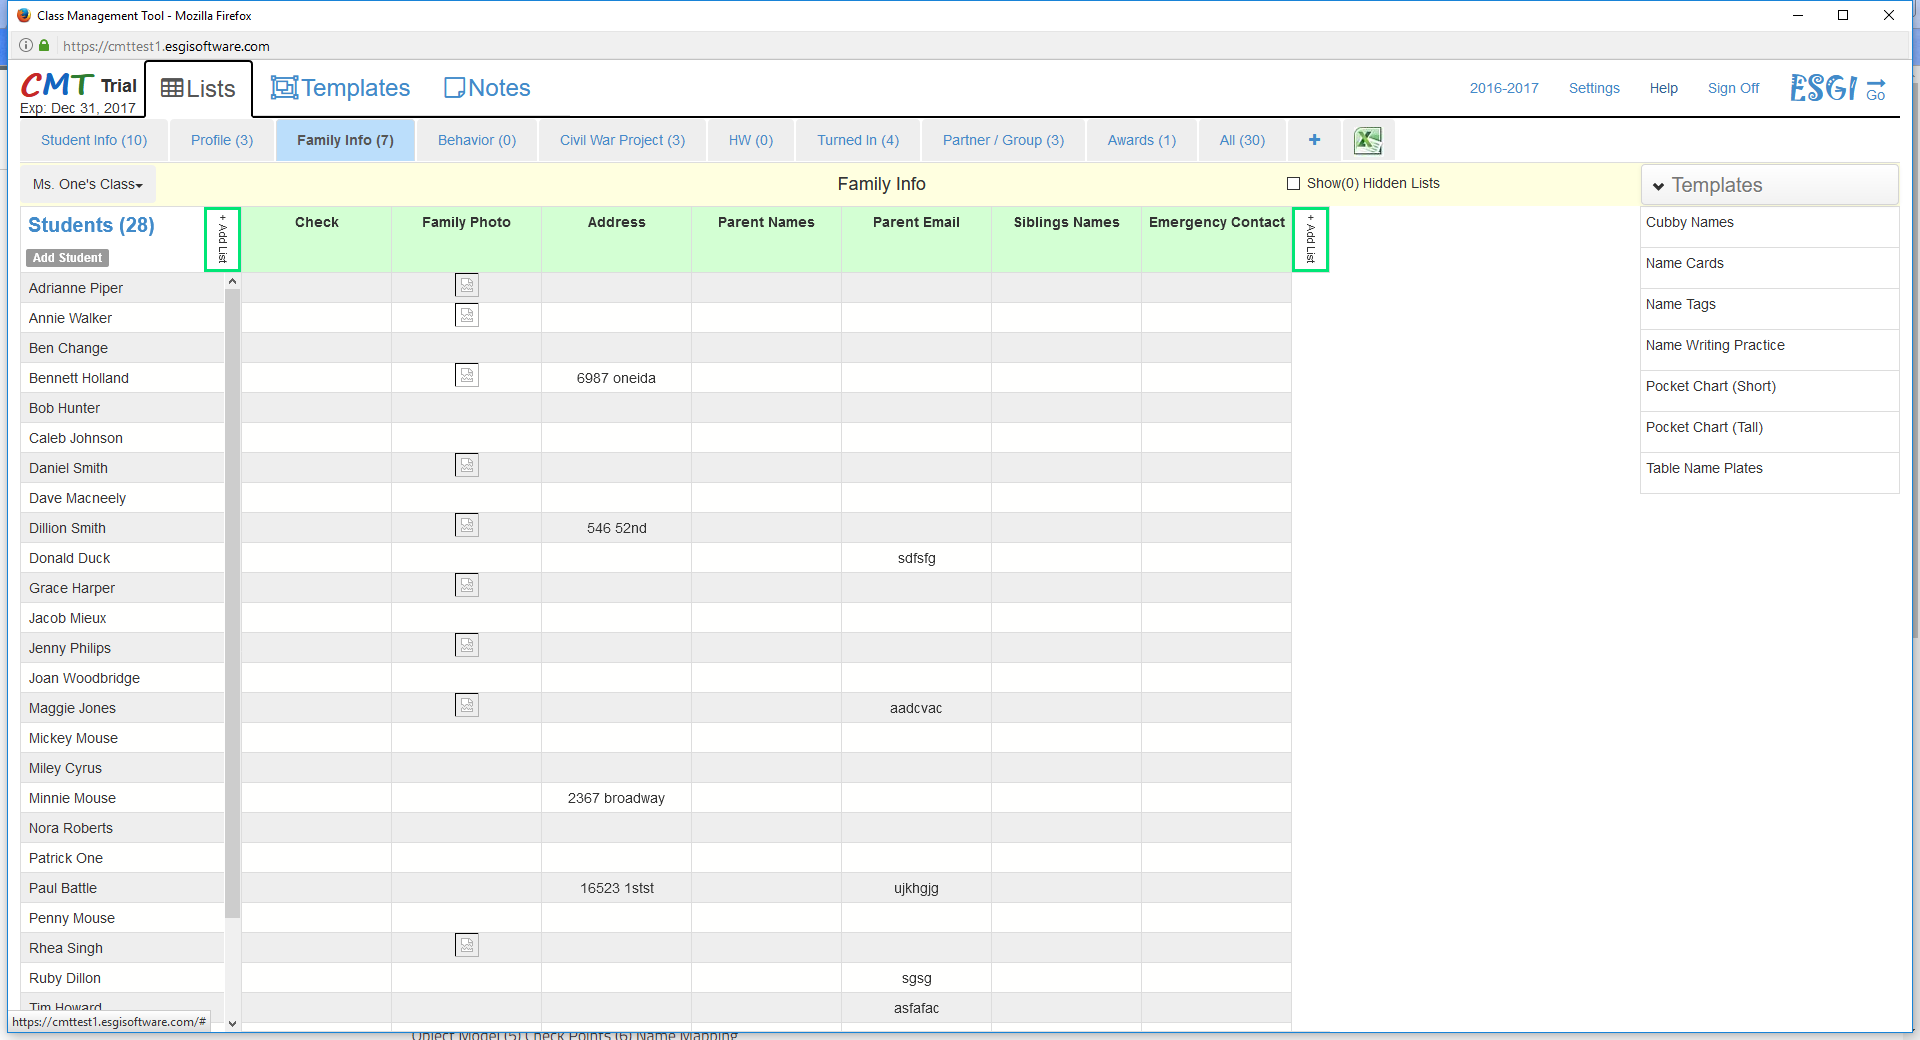 Class Management Tool - Mozilla Firefox
https://cmttest1.esgisoftware.com
CMT Trial
Exp: Dec 31, 2017
Lists
Templates
Notes
2016-2017
Settings
Help
Sign Off
ESGI
Go
Student Info (10)
Profile (3)
Family Info (7)
Behavior (0)
Civil War Project (3)
HW (0)
Turned In (4)
Partner / Group (3)
Awards (1)
All (30)
+
Ms. One's Class
Family Info
Show(0) Hidden Lists
Templates
Students (28)
Add Student
+ Add List
Check
Family Photo
Address
Parent Names
Parent Email
Siblings Names
Emergency Contact
+ Add List
Cubby Names
Name Cards
Name Tags
Name Writing Practice
Pocket Chart (Short)
Pocket Chart (Tall)
Table Name Plates
Adrianne Piper
Annie Walker
Ben Change
Bennett Holland 6987 oneida
Bob Hunter
Caleb Johnson
Daniel Smith
Dave Macneely
Dillion Smith 546 52nd
Donald Duck sdfsfg
Grace Harper
Jacob Mieux
Jenny Philips
Joan Woodbridge
Maggie Jones aadcvac
Mickey Mouse
Miley Cyrus
Minnie Mouse 2367 broadway
Nora Roberts
Patrick One
Paul Battle 16523 1stst ujkhgjg
Penny Mouse
Rhea Singh
Ruby Dillon sgsg
Tim Howard asfafac
https://cmttest1.esgisoftware.com/#
Object Model (5) Check Points (6) Name Mapping